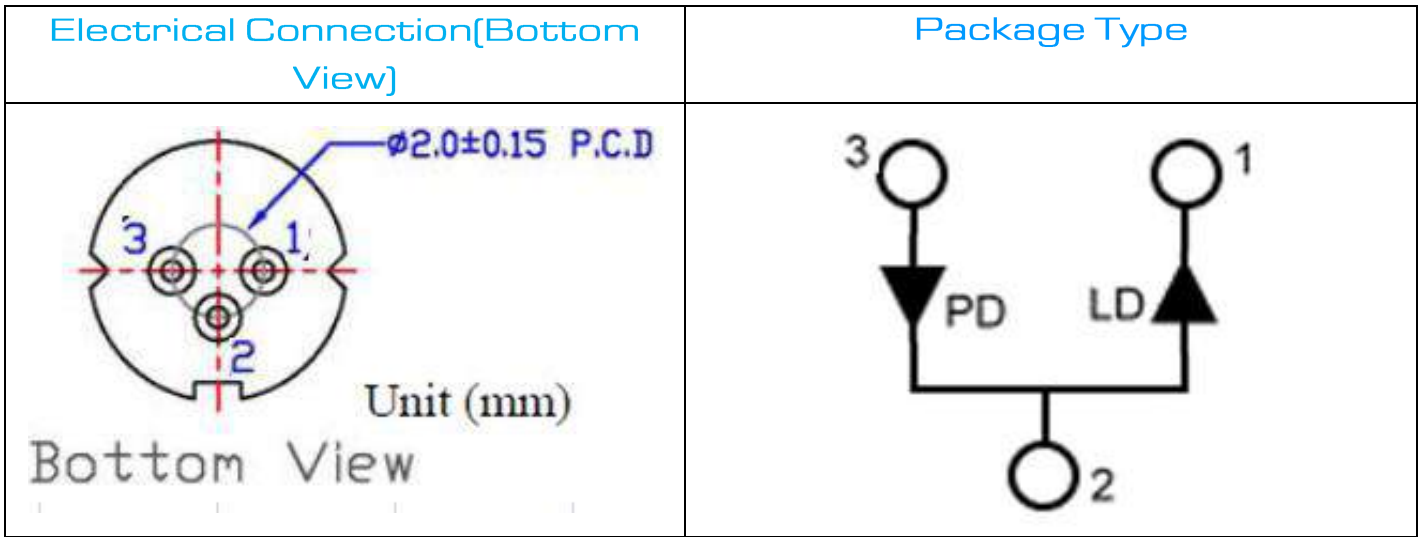 Electrical Connection(Bottom
View)
Package Type
ø2.0±0.15 P.C.D
3
1
2
Unit (mm)
Bottom View
3
1
PD
LD
2